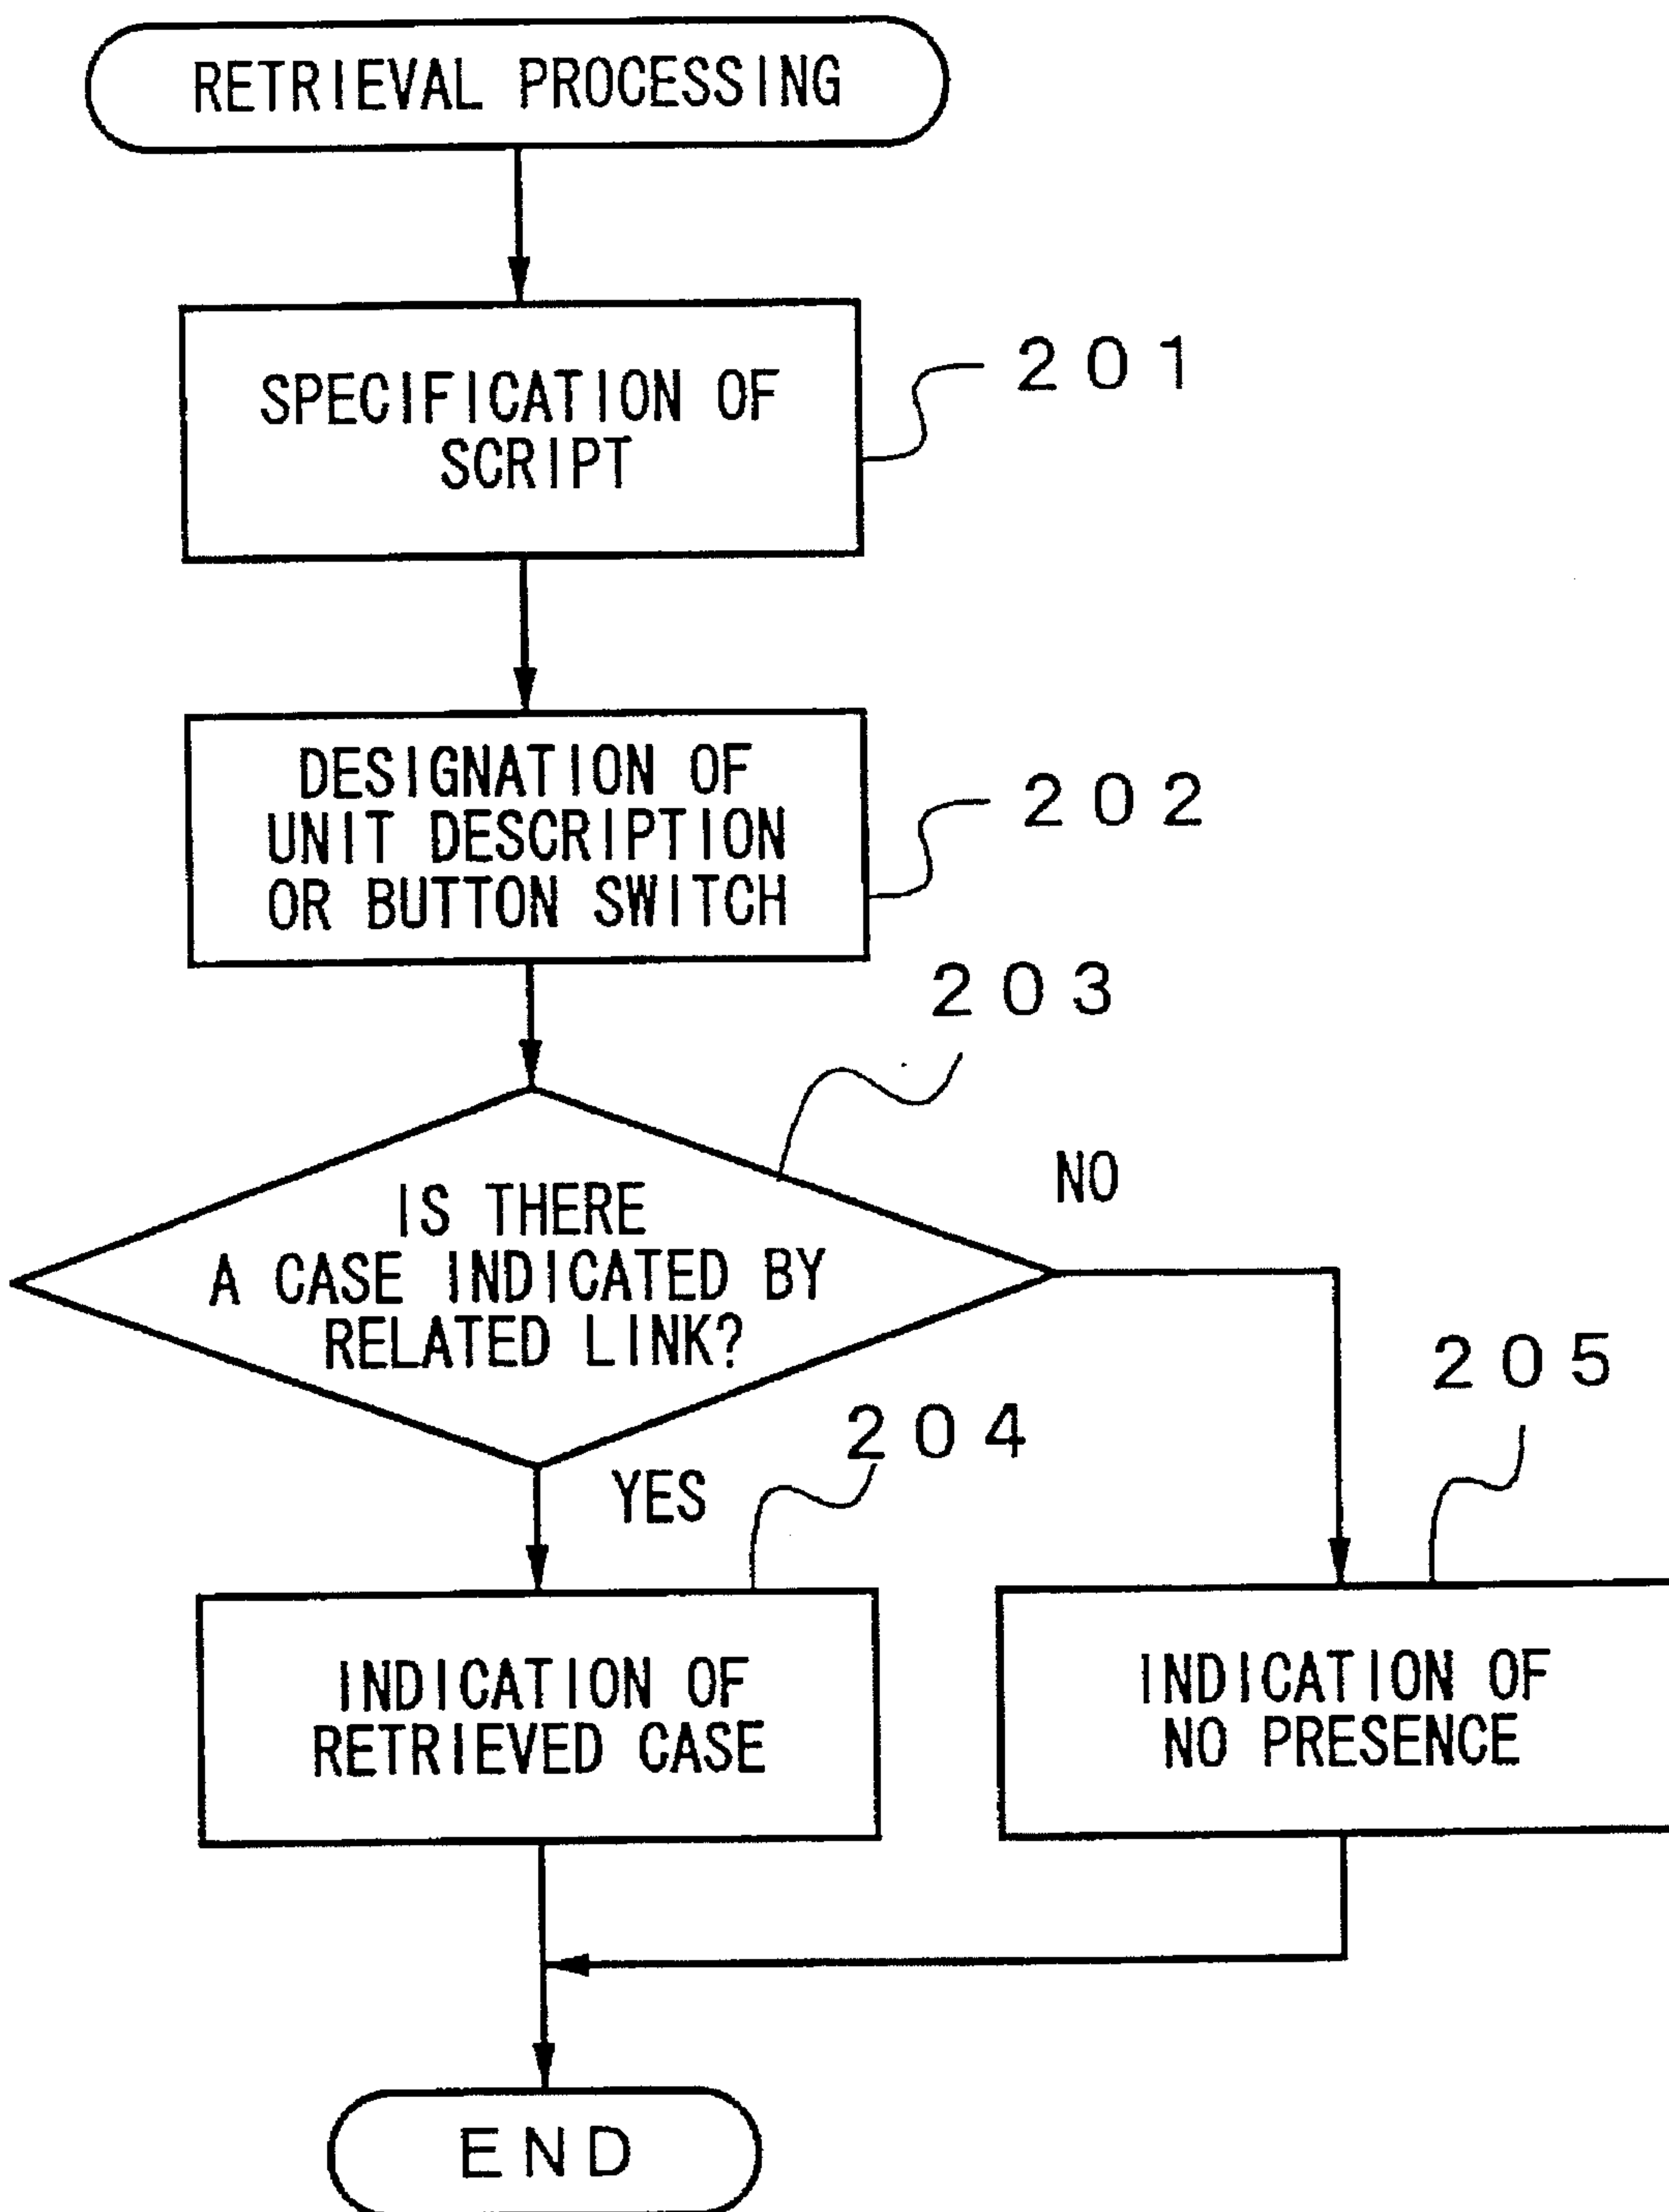 RETRIEVAL PROCESSING
SPECIFICATION OF
SCRIPT
201
DESIGNATION OF
UNIT DESCRIPTION
OR BUTTON SWITCH
202
203
IS THERE
A CASE INDICATED BY
RELATED LINK?
NO
YES
204
205
INDICATION OF
RETRIEVED CASE
INDICATION OF
NO PRESENCE
END